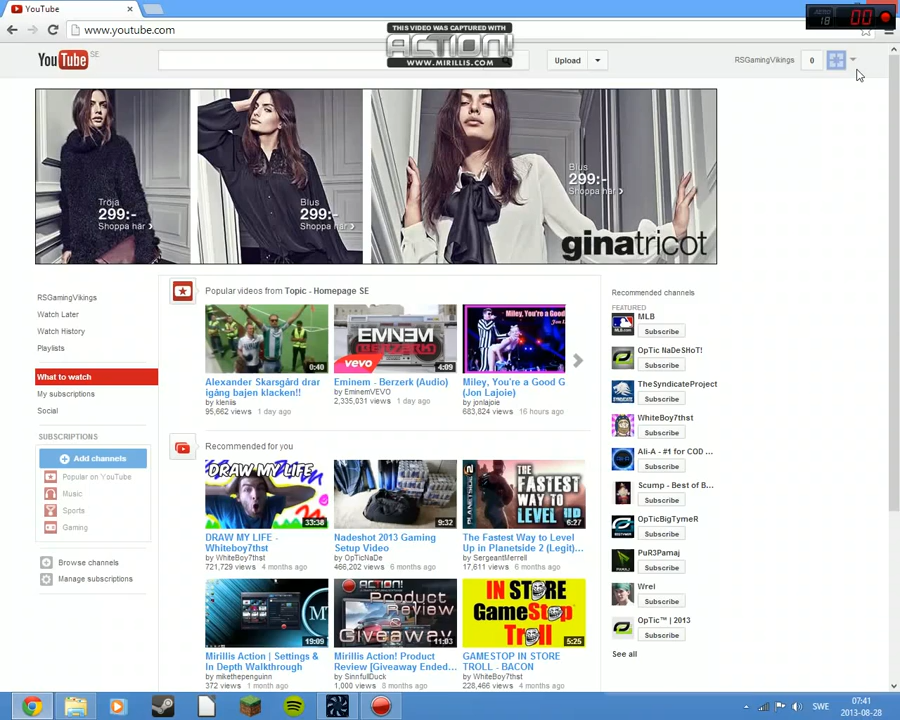 YouTube
www.youtube.com
THIS VIDEO WAS CAPTURED WITH
ACTION!
WWW.MIRILLIS.COM
18
00
YouTube SE
Upload
RSGamingVikings
0
Tröja
299:-
Shoppa här ›
Blus
299:-
Shoppa här ›
Blus
299:-
Shoppa här ›
ginatricot
RSGamingVikings
Watch Later
Watch History
Playlists
What to watch
My subscriptions
Social
SUBSCRIPTIONS
Add channels
Popular on YouTube
Music
Sports
Gaming
Browse channels
Manage subscriptions
Popular videos from Topic - Homepage SE
0:40
EMINEM
BERZERK
vevo
4:09
Miley, You're a Good
3:38
Alexander Skarsgård drar
igång bajen klacken!!
by kleniis
95,662 views 1 day ago
Eminem - Berzerk (Audio)
by EminemVEVO
2,335,031 views 1 day ago
Miley, You're a Good G
(Jon Lajoie)
by jonlajoie
683,824 views 16 hours ago
Recommended for you
DRAW MY LIFE
33:38
9:32
THE
FASTEST
WAY TO
LEVEL UP
6:27
DRAW MY LIFE -
Whiteboy7thst
by WhiteBoy7thst
721,729 views 4 months ago
Nadeshot 2013 Gaming
Setup Video
by OpTicNaDe
466,202 views 6 months ago
The Fastest Way to Level
Up in Planetside 2 (Legit)...
by SergeantMerrell
17,611 views 6 months ago
19:09
ACTION!
Product
Review &
Giveaway
11:03
IN STORE
GameStop
Troll
5:25
Mirillis Action | Settings &
In Depth Walkthrough
by mikethepenguin
372 views 1 month ago
Mirillis Action! Product
Review [Giveaway Ended...
by SinnfulDuck
1,000 views 8 months ago
GAMESTOP IN STORE
TROLL - BACON
by WhiteBoy7thst
228,466 views 4 months ago
Recommended channels
FEATURED
MLB
Subscribe
OpTic NaDeSHoT!
Subscribe
TheSyndicateProject
Subscribe
WhiteBoy7thst
Subscribe
Ali-A - #1 for COD ...
Subscribe
Scump - Best of B...
Subscribe
OpTicBigTymeR
Subscribe
PuR3Pamaj
Subscribe
Wrel
Subscribe
OpTic™ | 2013
Subscribe
See all
SWE
07:41
2013-08-28